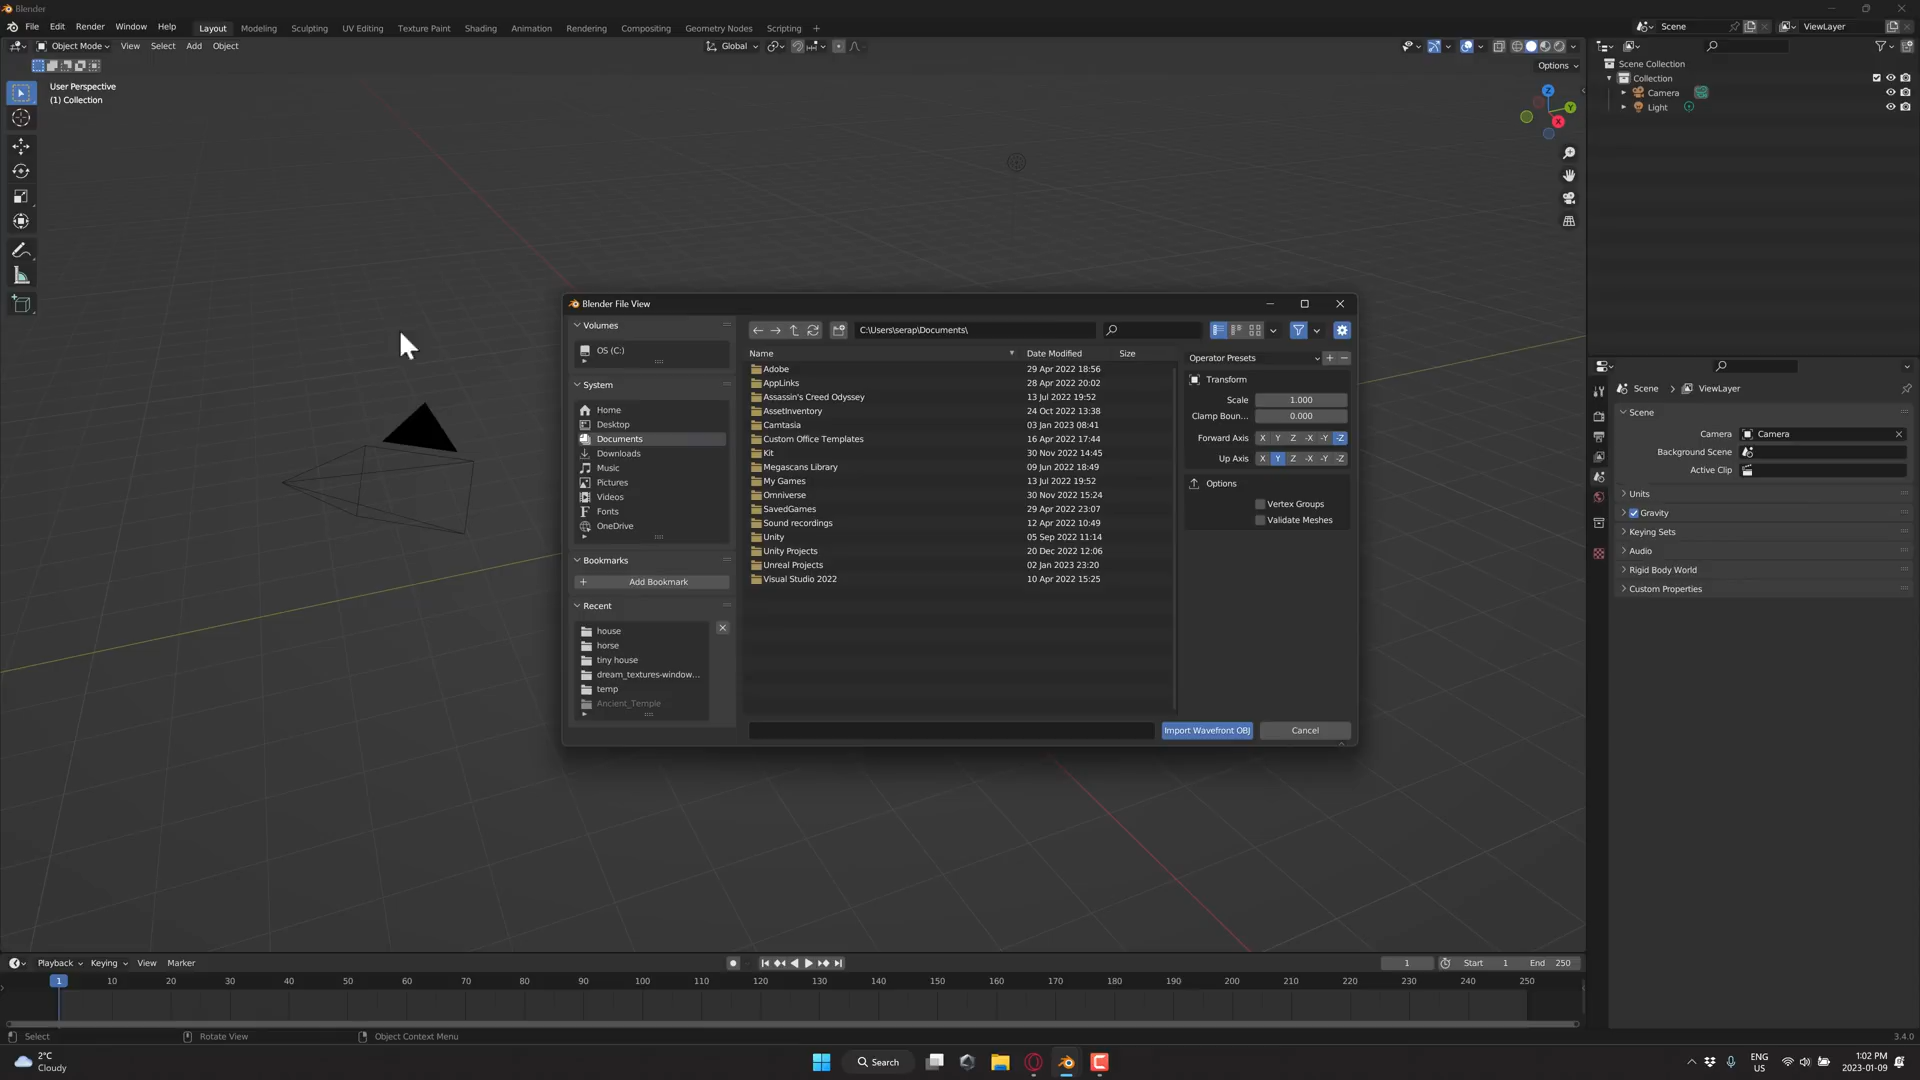 Blender
File Edit Render Window Help Layout Modeling Sculpting UV Editing Texture Paint Shading Animation Rendering Compositing Geometry Nodes Scripting + Scene ViewLayer
Object Mode View Select Add Object Global
Options
User Perspective
(1) Collection
Z
Y
X
Scene Collection
Collection
Camera
Light
Blender File View
Volumes
OS (C:)
System
Home
Desktop
Documents
Downloads
Music
Pictures
Videos
Fonts
OneDrive
Bookmarks
+ Add Bookmark
Recent
house
horse
tiny house
dream_textures-window...
temp
Ancient_Temple
C:\Users\serap\Documents\
Name Date Modified Size
Adobe 29 Apr 2022 18:56
AppLinks 28 Apr 2022 20:02
Assassin's Creed Odyssey 13 Jul 2022 19:52
AssetInventory 24 Oct 2022 13:38
Camtasia 03 Jan 2023 08:41
Custom Office Templates 16 Apr 2022 17:44
Kit 30 Nov 2022 14:45
Megascans Library 09 Jun 2022 18:49
My Games 13 Jul 2022 19:52
Omniverse 30 Nov 2022 15:24
SavedGames 29 Apr 2022 23:07
Sound recordings 12 Apr 2022 10:49
Unity 05 Sep 2022 11:14
Unity Projects 20 Dec 2022 12:06
Unreal Projects 02 Jan 2023 23:20
Visual Studio 2022 10 Apr 2022 15:25
Operator Presets
Transform
Scale 1.000
Clamp Boun... 0.000
Forward Axis X Y Z -X -Y -Z
Up Axis X Y Z -X -Y -Z
Options
Vertex Groups
Validate Meshes
Import Wavefront OBJ Cancel
Scene > ViewLayer
Scene
Camera Camera
Background Scene
Active Clip
Units
Gravity
Keying Sets
Audio
Rigid Body World
Custom Properties
Playback Keying View Marker 1 Start 1 End 250
1 10 20 30 40 50 60 70 80 90 100 110 120 130 140 150 160 170 180 190 200 210 220 230 240 250
Select Rotate View Object Context Menu 3.4.0
2°C
Cloudy
Search
ENG
US
1:02 PM
2023-01-09